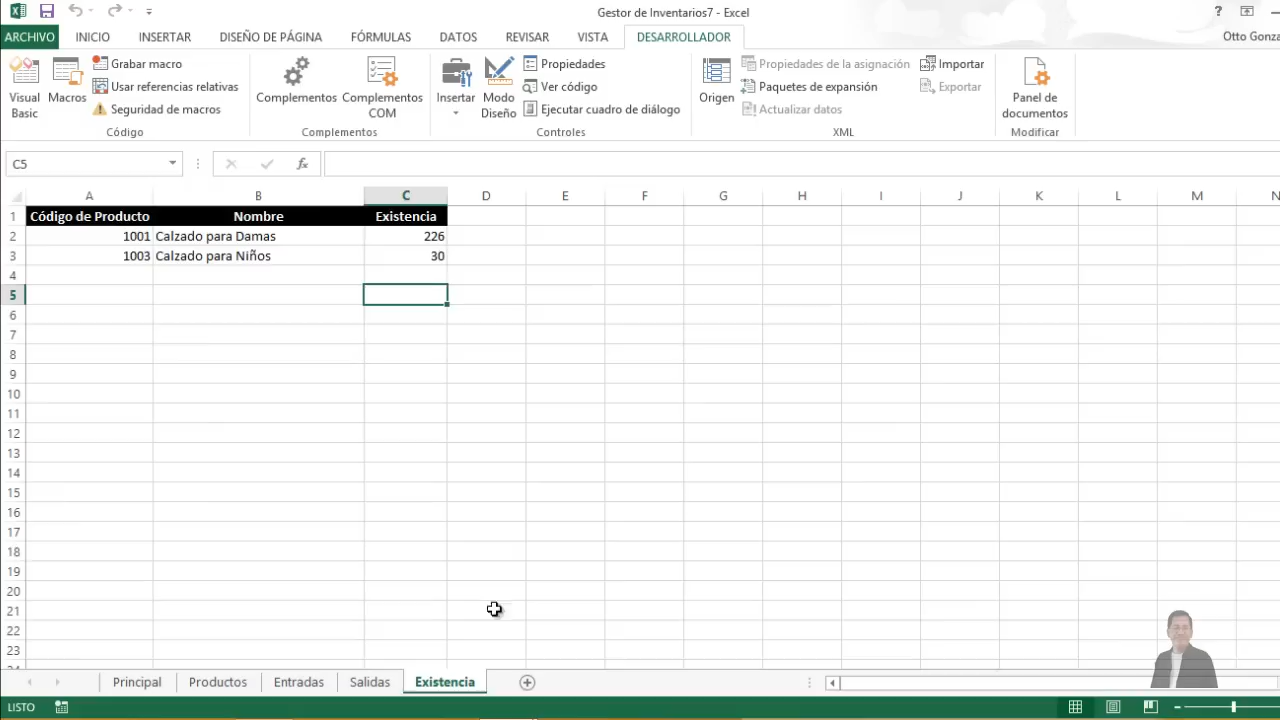 Gestor de Inventarios7 - Excel
?
ARCHIVO INICIO INSERTAR DISEÑO DE PÁGINA FÓRMULAS DATOS REVISAR VISTA DESARROLLADOR Otto Gonza
Visual Basic
Macros
Grabar macro
Usar referencias relativas
Seguridad de macros
Código
Complementos
Complementos COM
Complementos
Insertar
Modo Diseño
Propiedades
Ver código
Ejecutar cuadro de diálogo
Controles
Origen
Propiedades de la asignación
Paquetes de expansión
Actualizar datos
Importar
Exportar
XML
Panel de documentos
Modificar
C5 fx
A B C D E F G H I J K L M N
1 Código de Producto Nombre Existencia
2 1001 Calzado para Damas 226
3 1003 Calzado para Niños 30
4
5
6
7
8
9
10
11
12
13
14
15
16
17
18
19
20
21
22
23
Principal Productos Entradas Salidas Existencia
LISTO